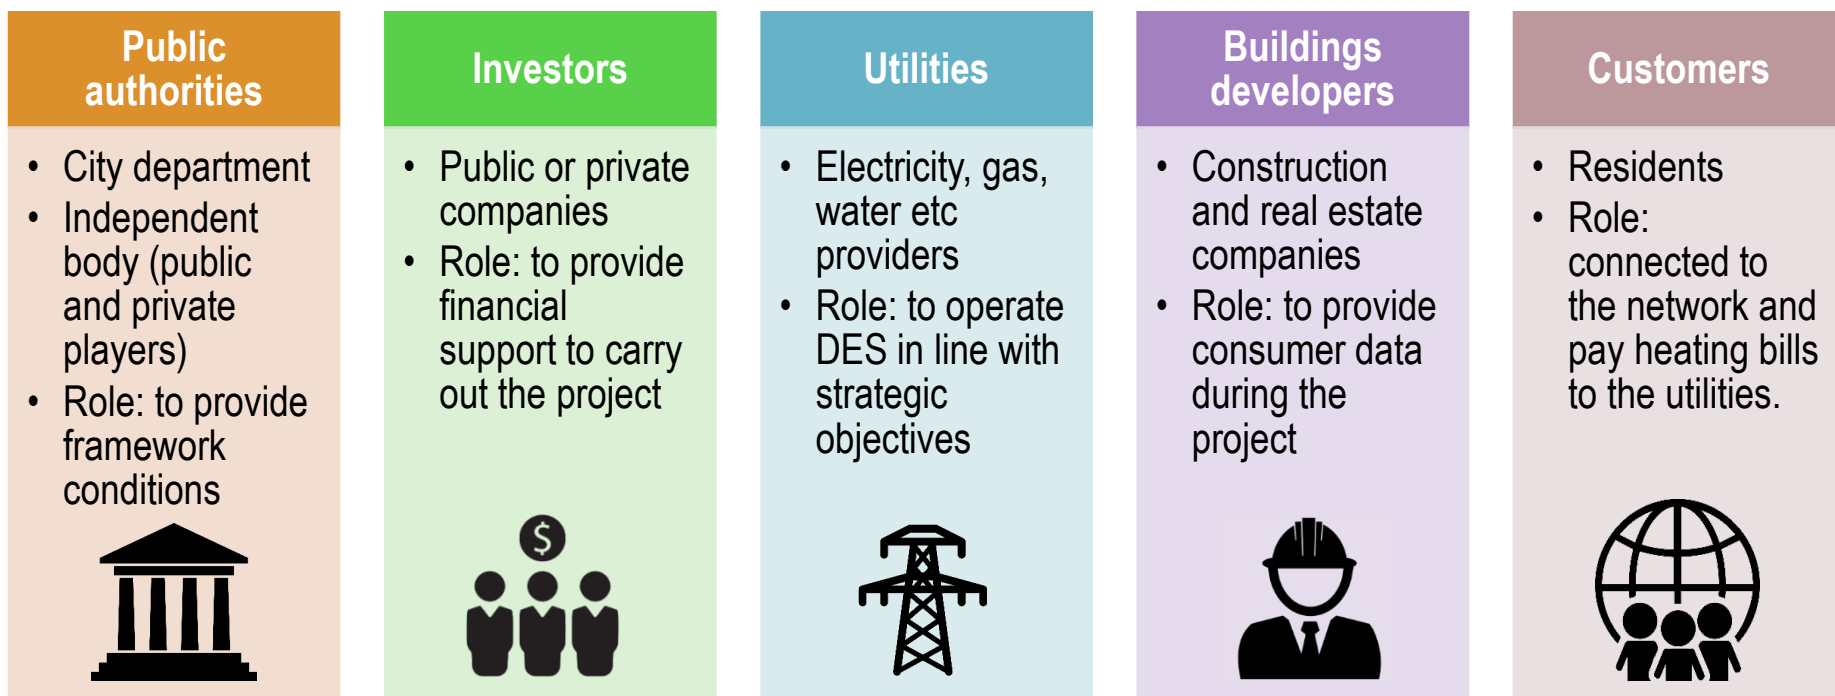 Public
authorities
• City department
• Independent
body (public
and private
players)
• Role: to provide
framework
conditions
Investors
• Public or private
companies
• Role: to provide
financial
support to carry
out the project
$
Utilities
• Electricity, gas,
water etc
providers
• Role: to operate
DES in line with
strategic
objectives
Buildings
developers
• Construction
and real estate
companies
• Role: to provide
consumer data
during the
project
Customers
• Residents
• Role:
connected to
the network and
pay heating bills
to the utilities.